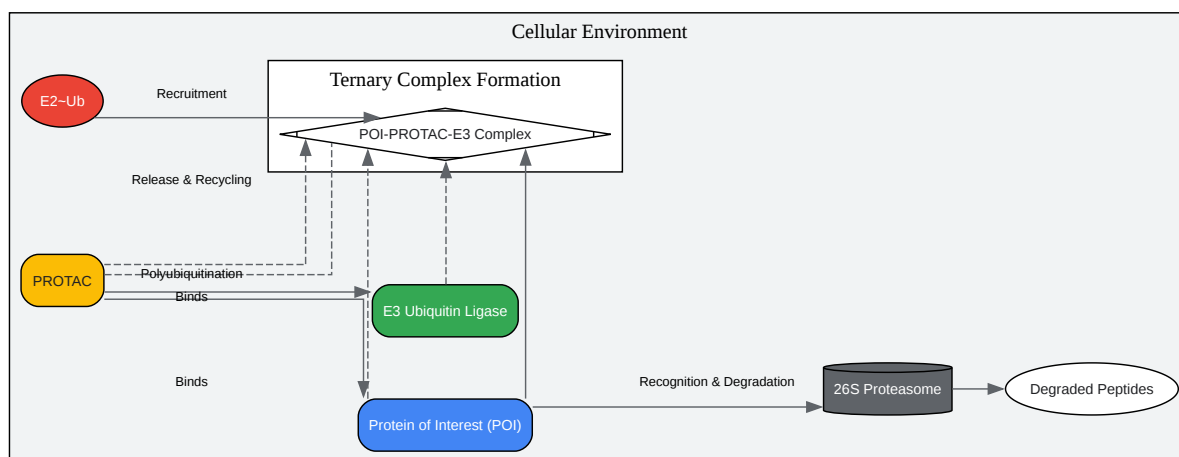 Cellular Environment
Ternary Complex Formation
E2~Ub
Recruitment
POI-PROTAC-E3 Complex
Release & Recycling
PROTAC
Polyubiquitination
Binds
E3 Ubiquitin Ligase
Binds
Recognition & Degradation
26S Proteasome
Degraded Peptides
Protein of Interest (POI)